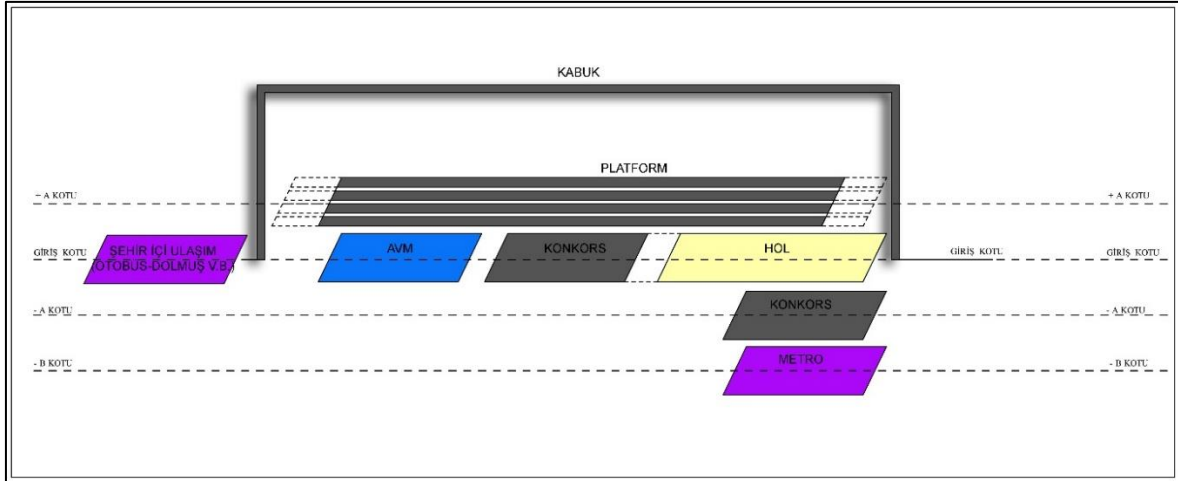 KABUK
PLATFORM
+ A KOTU
+ A KOTU
GİRİŞ KOTU
ŞEHİR İÇİ ULAŞIM
(OTOBÜS-DOLMUŞ V.B.)
AVM
KONKORS
HOL
GİRİŞ KOTU
GİRİŞ KOTU
- A KOTU
KONKORS
- A KOTU
- B KOTU
METRO
- B KOTU